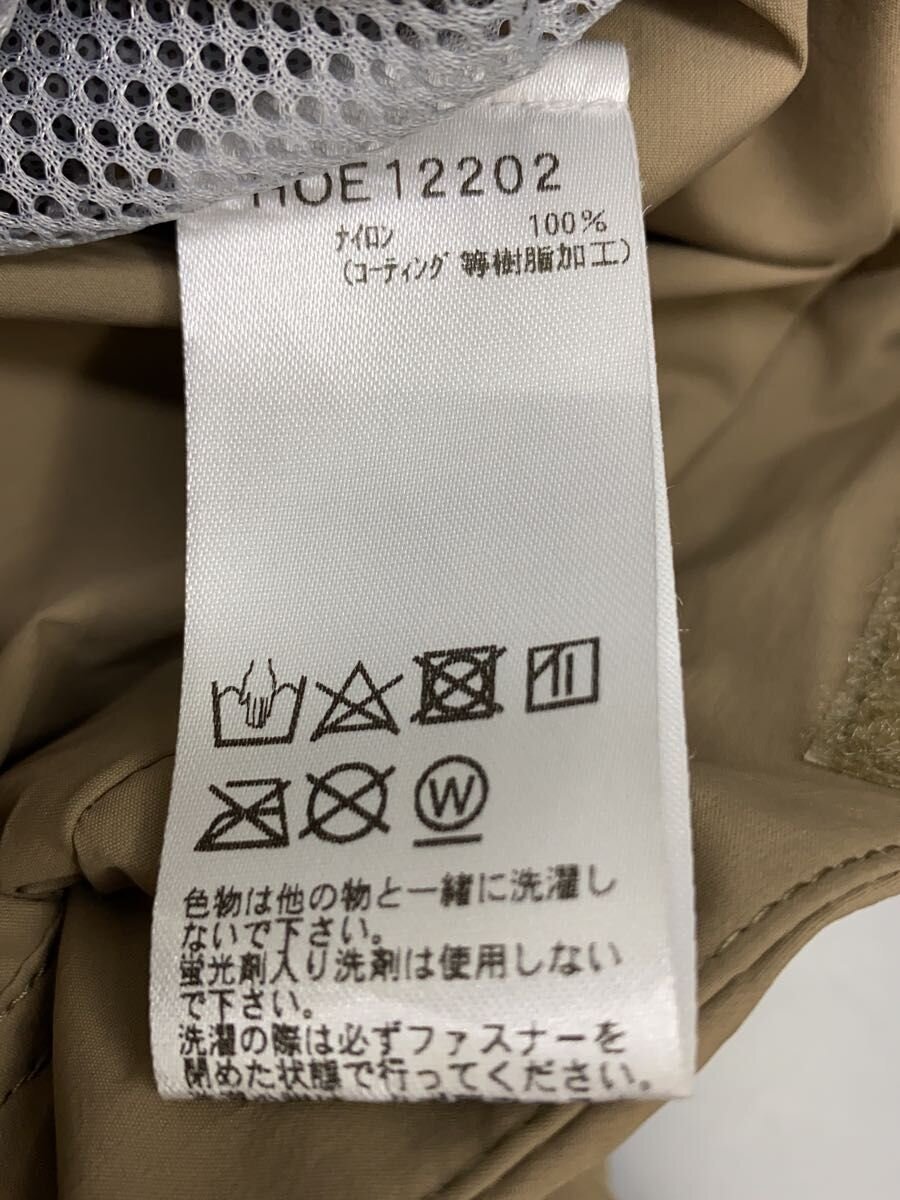 HOE12202
ナイロン 100%
(コーティング等樹脂加工)
W
色物は他の物と一緒に洗濯し
ないで下さい。
蛍光剤入り洗剤は使用しない
で下さい。
洗濯の際は必ずファスナーを
閉めた状態で行ってください。